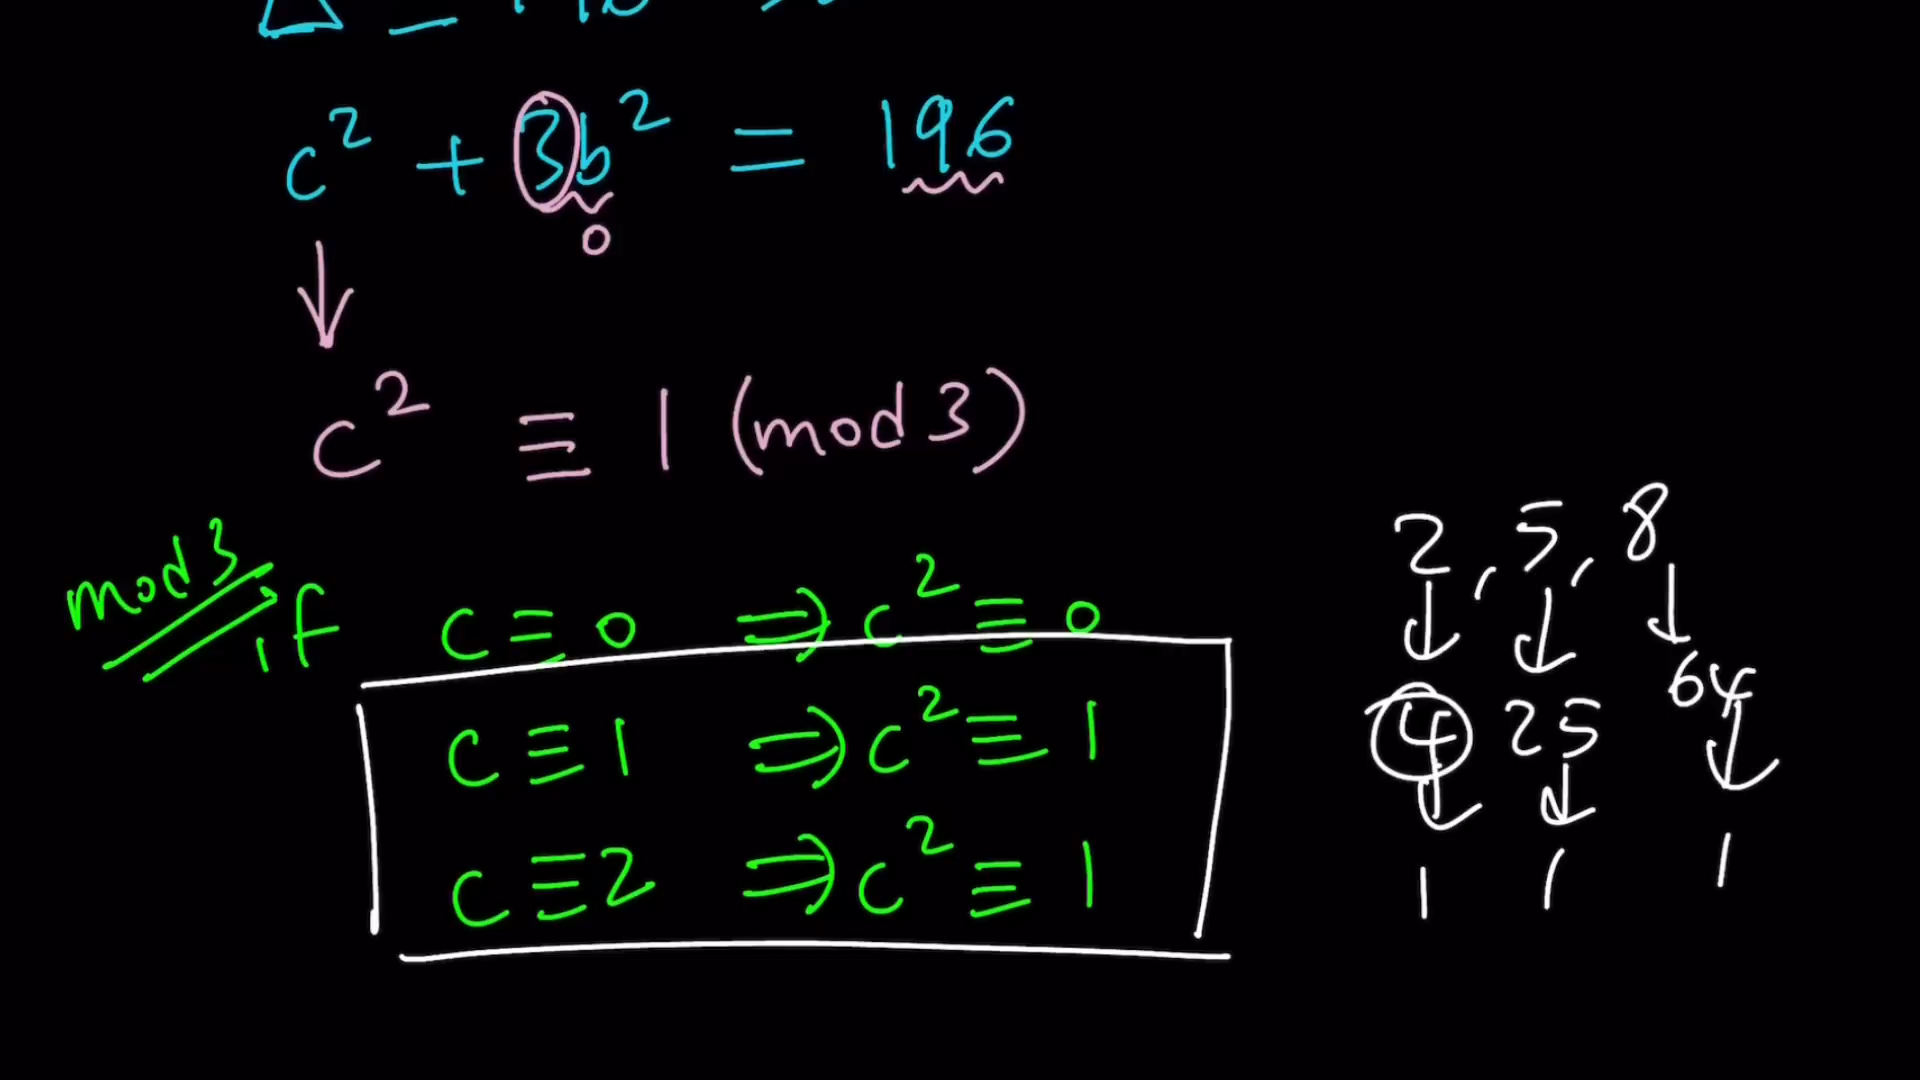 c² + 3b² = 196
0
c² ≡ 1 (mod 3)
mod 3
if c ≡ 0 ⇒ c² ≡ 0
c ≡ 1 ⇒ c² ≡ 1
c ≡ 2 ⇒ c² ≡ 1
2, 5, 8
4 25 64
1 1 1